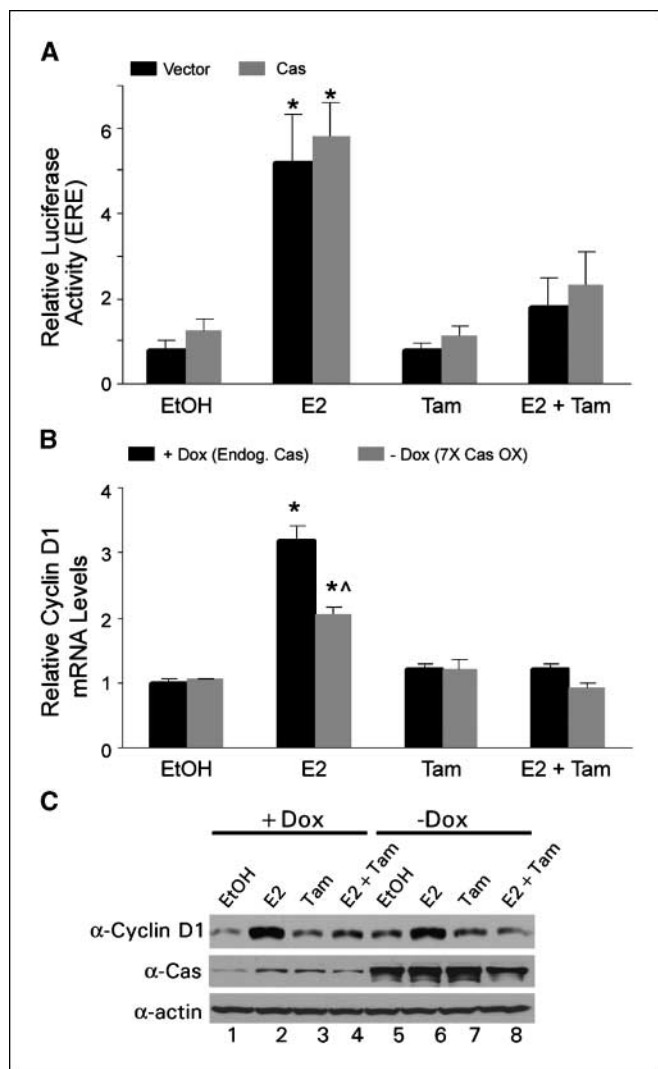 A
Vector Cas
Relative Luciferase
Activity (ERE)
6
4
2
0
* *
EtOH E2 Tam E2 + Tam
B
+ Dox (Endog. Cas) - Dox (7X Cas OX)
Relative Cyclin D1
mRNA Levels
4
3
2
1
0
*
*^
EtOH E2 Tam E2 + Tam
C
+ Dox -Dox
EtOH E2 Tam E2 + Tam EtOH E2 Tam E2 + Tam
α-Cyclin D1
α-Cas
α-actin
1 2 3 4 5 6 7 8